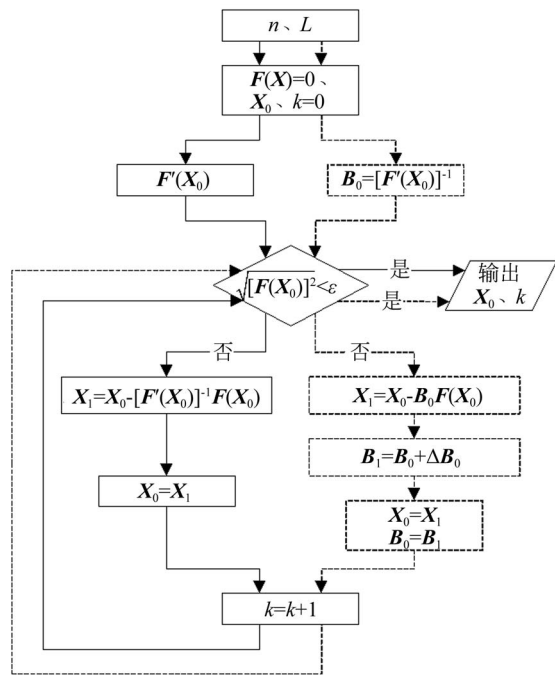 n、L
F(X)=0、
X₀、k=0
F'(X₀)
B₀=[F'(X₀)]⁻¹
√[F(X₀)]²<ε
是
是
输出
X₀、k
否
否
X₁=X₀-[F'(X₀)]⁻¹F(X₀)
X₁=X₀-B₀F(X₀)
B₁=B₀+ΔB₀
X₀=X₁
X₀=X₁
B₀=B₁
k=k+1